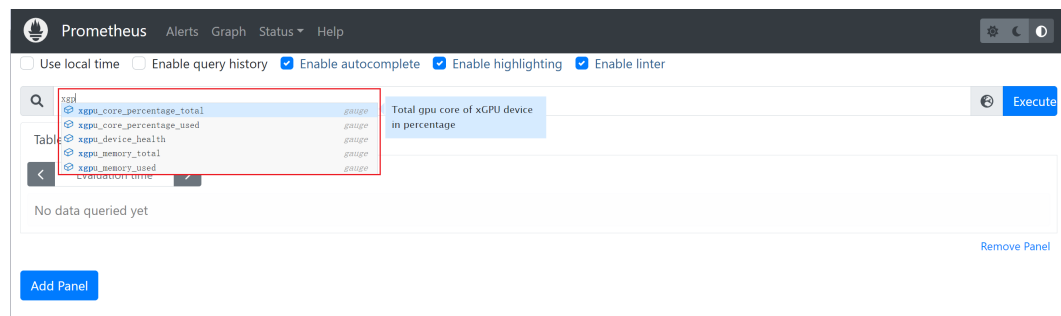 Prometheus Alerts Graph Status Help
Use local time Enable query history Enable autocomplete Enable highlighting Enable linter
xgp
Execute
xgpu_core_percentage_total gauge
Total gpu core of xGPU device
in percentage
xgpu_core_percentage_used gauge
xgpu_device_health gauge
xgpu_memory_total gauge
xgpu_memory_used gauge
Evaluation time
No data queried yet
Remove Panel
Add Panel